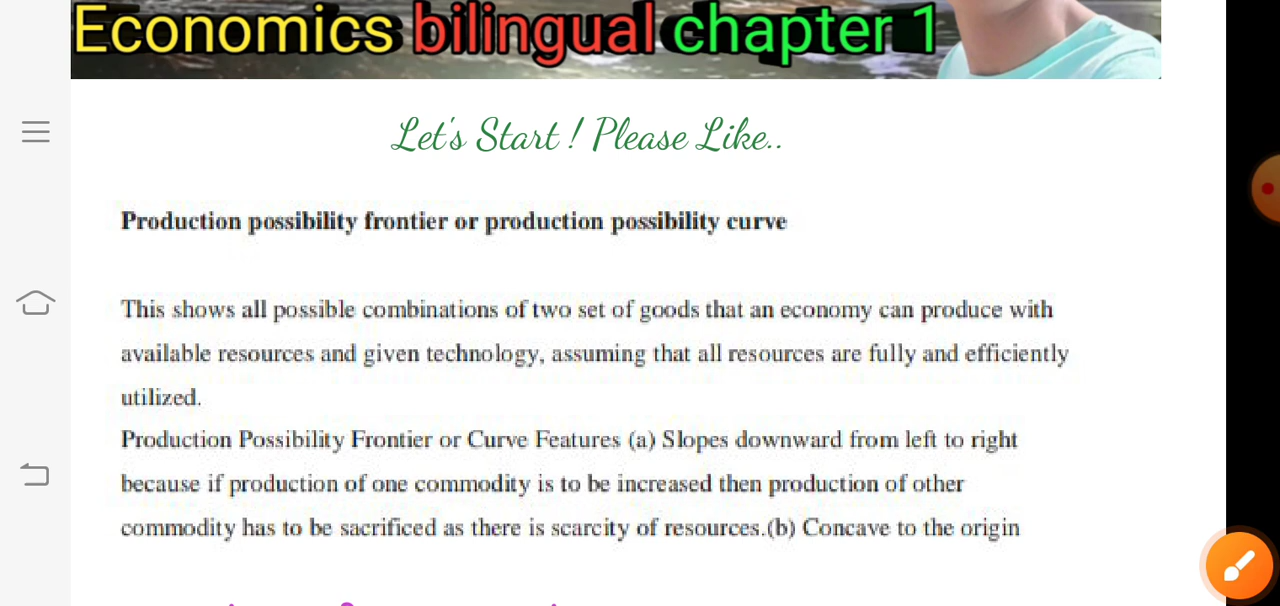 Economics bilingual chapter 1
Let's Start ! Please Like..
Production possibility frontier or production possibility curve
This shows all possible combinations of two set of goods that an economy can produce with
available resources and given technology, assuming that all resources are fully and efficiently
utilized.
Production Possibility Frontier or Curve Features (a) Slopes downward from left to right
because if production of one commodity is to be increased then production of other
commodity has to be sacrificed as there is scarcity of resources.(b) Concave to the origin